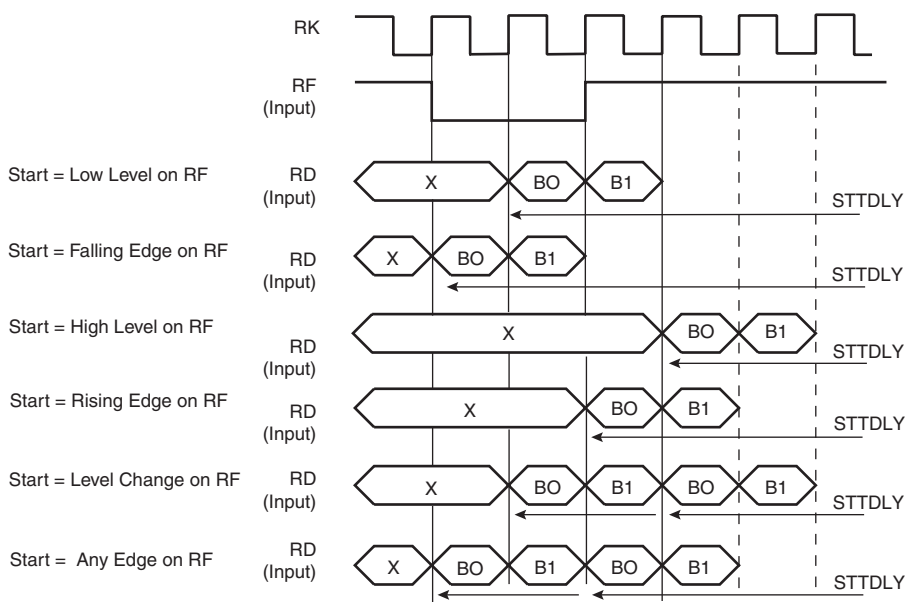 RK
RF
(Input)
Start = Low Level on RF
RD
(Input)
X
BO
B1
STTDLY
Start = Falling Edge on RF
RD
(Input)
X
BO
B1
STTDLY
Start = High Level on RF
RD
(Input)
X
BO
B1
STTDLY
Start = Rising Edge on RF
RD
(Input)
X
BO
B1
STTDLY
Start = Level Change on RF
RD
(Input)
X
BO
B1
BO
B1
STTDLY
Start = Any Edge on RF
RD
(Input)
X
BO
B1
BO
B1
STTDLY